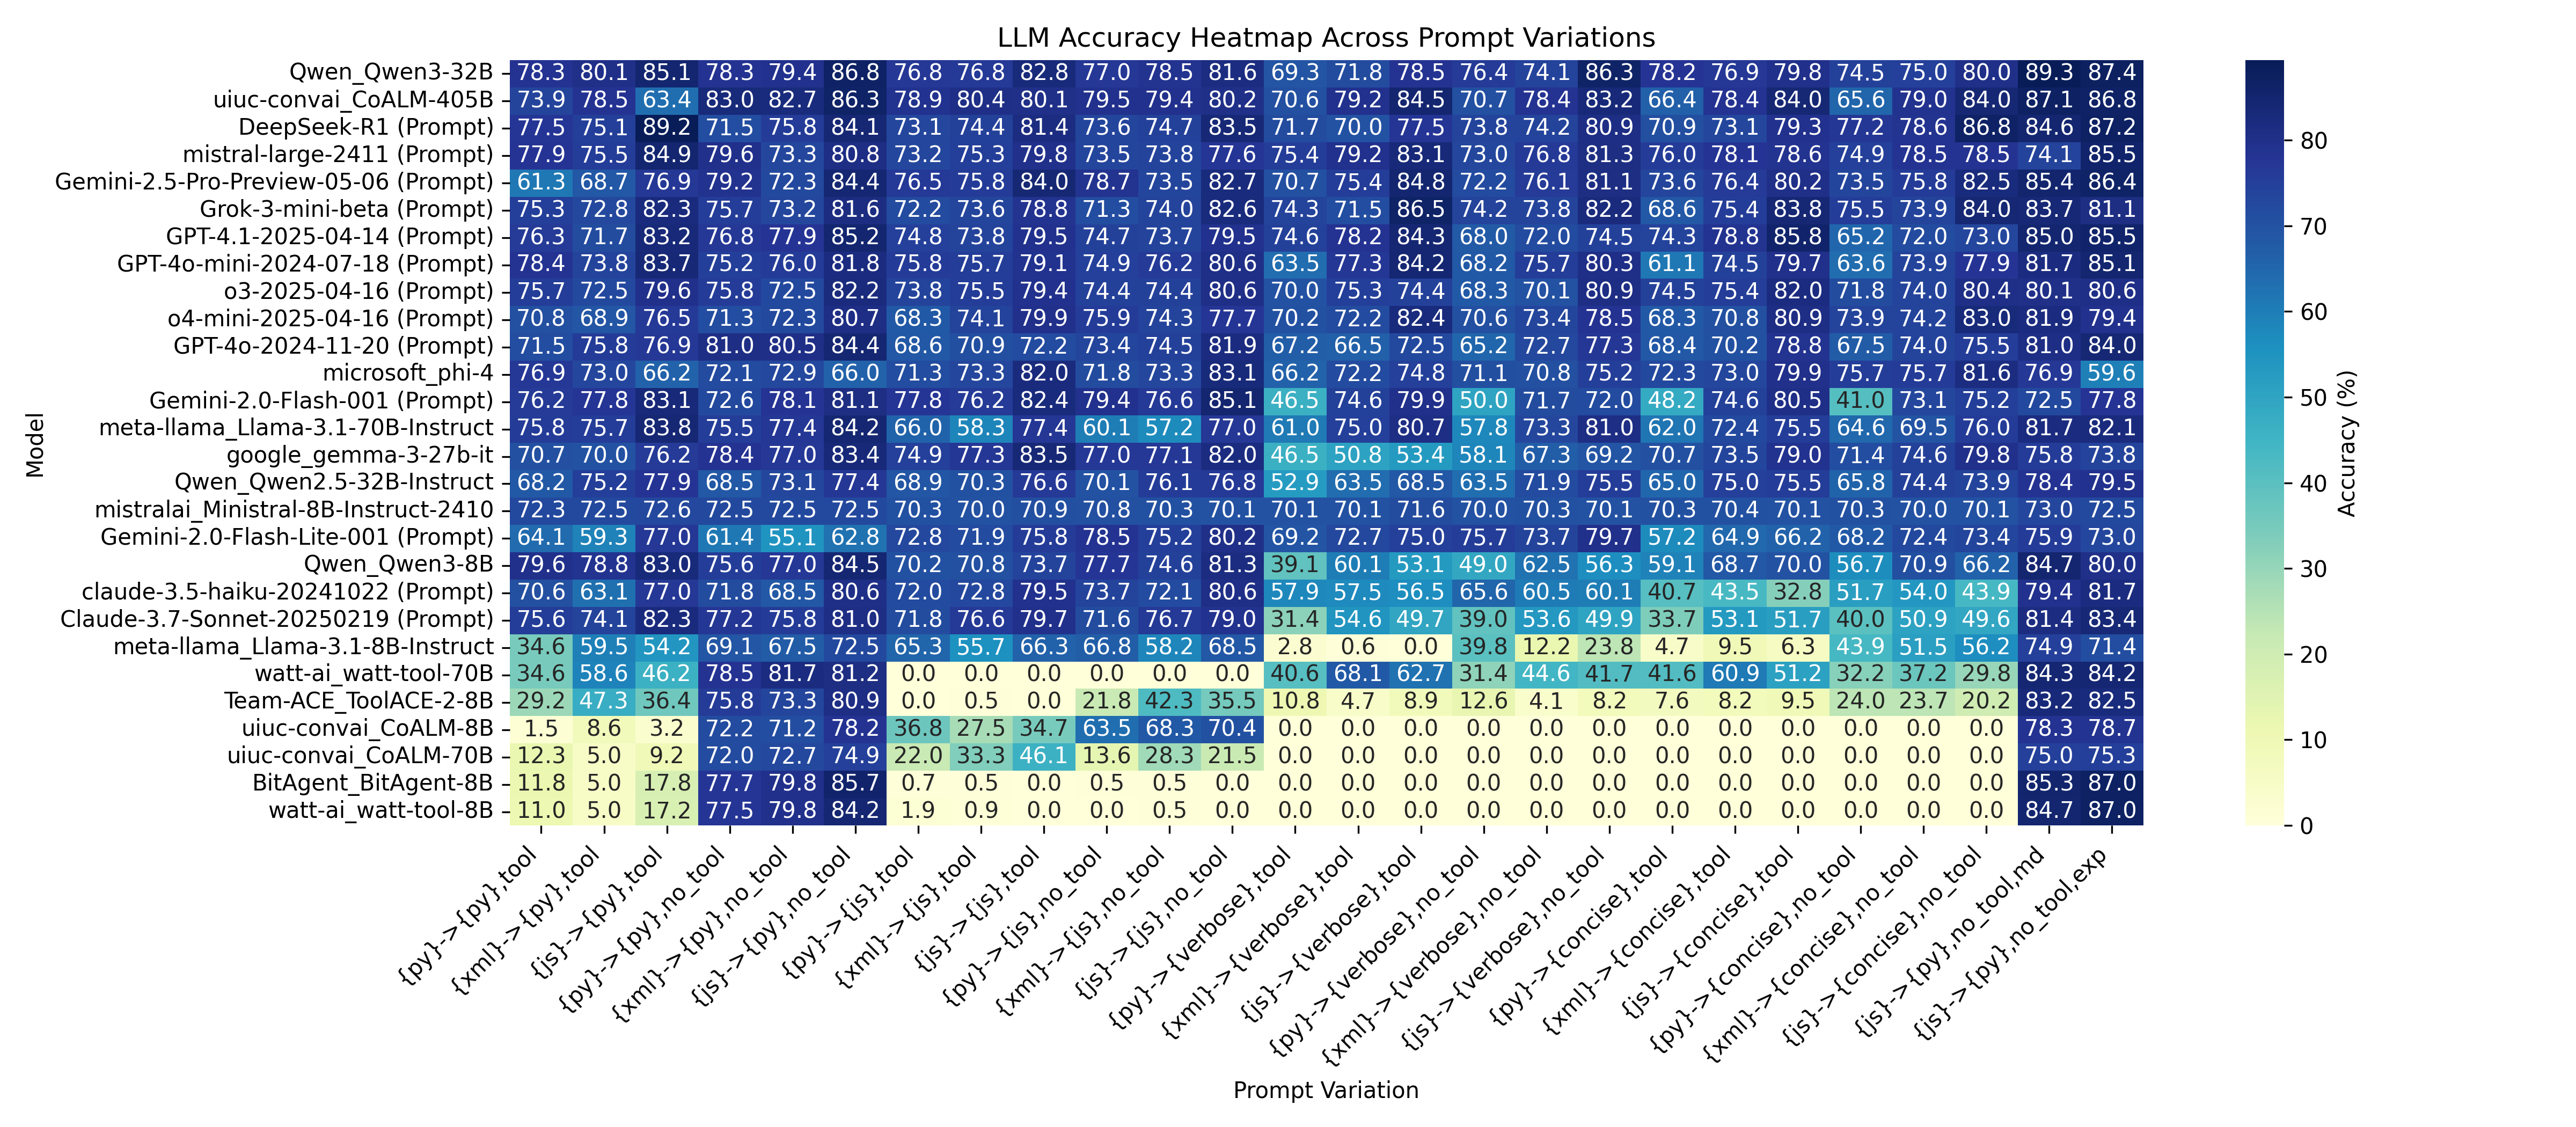 LLM Accuracy Heatmap Across Prompt Variations
Qwen_Qwen3-32B 78.3 80.1 85.1 78.3 79.4 86.8 76.8 76.8 82.8 77.0 78.5 81.6 69.3 71.8 78.5 76.4 74.1 86.3 78.2 76.9 79.8 74.5 75.0 80.0 89.3 87.4
uiuc-convai_CoALM-405B 73.9 78.5 63.4 83.0 82.7 86.3 78.9 80.4 80.1 79.5 79.4 80.2 70.6 79.2 84.5 70.7 78.4 83.2 66.4 78.4 84.0 65.6 79.0 84.0 87.1 86.8
DeepSeek-R1 (Prompt) 77.5 75.1 89.2 71.5 75.8 84.1 73.1 74.4 81.4 73.6 74.7 83.5 71.7 70.0 77.5 73.8 74.2 80.9 70.9 73.1 79.3 77.2 78.6 86.8 84.6 87.2
mistral-large-2411 (Prompt) 77.9 75.5 84.9 79.6 73.3 80.8 73.2 75.3 79.8 73.5 73.8 77.6 75.4 79.2 83.1 73.0 76.8 81.3 76.0 78.1 78.6 74.9 78.5 78.5 74.1 85.5
Gemini-2.5-Pro-Preview-05-06 (Prompt) 61.3 68.7 76.9 79.2 72.3 84.4 76.5 75.8 84.0 78.7 73.5 82.7 70.7 75.4 84.8 72.2 76.1 81.1 73.6 76.4 80.2 73.5 75.8 82.5 85.4 86.4
Grok-3-mini-beta (Prompt) 75.3 72.8 82.3 75.7 73.2 81.6 72.2 73.6 78.8 71.3 74.0 82.6 74.3 71.5 86.5 74.2 73.8 82.2 68.6 75.4 83.8 75.5 73.9 84.0 83.7 81.1
GPT-4.1-2025-04-14 (Prompt) 76.3 71.7 83.2 76.8 77.9 85.2 74.8 73.8 79.5 74.7 73.7 79.5 74.6 78.2 84.3 68.0 72.0 74.5 74.3 78.8 85.8 65.2 72.0 73.0 85.0 85.5
GPT-4o-mini-2024-07-18 (Prompt) 78.4 73.8 83.7 75.2 76.0 81.8 75.8 75.7 79.1 74.9 76.2 80.6 63.5 77.3 84.2 68.2 75.7 80.3 61.1 74.5 79.7 63.6 73.9 77.9 81.7 85.1
o3-2025-04-16 (Prompt) 75.7 72.5 79.6 75.8 72.5 82.2 73.8 75.5 79.4 74.4 74.4 80.6 70.0 75.3 74.4 68.3 70.1 80.9 74.5 75.4 82.0 71.8 74.0 80.4 80.1 80.6
o4-mini-2025-04-16 (Prompt) 70.8 68.9 76.5 71.3 72.3 80.7 68.3 74.1 79.9 75.9 74.3 77.7 70.2 72.2 82.4 70.6 73.4 78.5 68.3 70.8 80.9 73.9 74.2 83.0 81.9 79.4
GPT-4o-2024-11-20 (Prompt) 71.5 75.8 76.9 81.0 80.5 84.4 68.6 70.9 72.2 73.4 74.5 81.9 67.2 66.5 72.5 65.2 72.7 77.3 68.4 70.2 78.8 67.5 74.0 75.5 81.0 84.0
microsoft_phi-4 76.9 73.0 66.2 72.1 72.9 66.0 71.3 73.3 82.0 71.8 73.3 83.1 66.2 72.2 74.8 71.1 70.8 75.2 72.3 73.0 79.9 75.7 75.7 81.6 76.9 59.6
Gemini-2.0-Flash-001 (Prompt) 76.2 77.8 83.1 72.6 78.1 81.1 77.8 76.2 82.4 79.4 76.6 85.1 46.5 74.6 79.9 50.0 71.7 72.0 48.2 74.6 80.5 41.0 73.1 75.2 72.5 77.8
meta-llama_Llama-3.1-70B-Instruct 75.8 75.7 83.8 75.5 77.4 84.2 66.0 58.3 77.4 60.1 57.2 77.0 61.0 75.0 80.7 57.8 73.3 81.0 62.0 72.4 75.5 64.6 69.5 76.0 81.7 82.1
google_gemma-3-27b-it 70.7 70.0 76.2 78.4 77.0 83.4 74.9 77.3 83.5 77.0 77.1 82.0 46.5 50.8 53.4 58.1 67.3 69.2 70.7 73.5 79.0 71.4 74.6 79.8 75.8 73.8
Qwen_Qwen2.5-32B-Instruct 68.2 75.2 77.9 68.5 73.1 77.4 68.9 70.3 76.6 70.1 76.1 76.8 52.9 63.5 68.5 63.5 71.9 75.5 65.0 75.0 75.5 65.8 74.4 73.9 78.4 79.5
mistralai_Ministral-8B-Instruct-2410 72.3 72.5 72.6 72.5 72.5 72.5 70.3 70.0 70.9 70.8 70.3 70.1 70.1 70.1 71.6 70.0 70.3 70.1 70.3 70.4 70.1 70.3 70.0 70.1 73.0 72.5
Gemini-2.0-Flash-Lite-001 (Prompt) 64.1 59.3 77.0 61.4 55.1 62.8 72.8 71.9 75.8 78.5 75.2 80.2 69.2 72.7 75.0 75.7 73.7 79.7 57.2 64.9 66.2 68.2 72.4 73.4 75.9 73.0
Qwen_Qwen3-8B 79.6 78.8 83.0 75.6 77.0 84.5 70.2 70.8 73.7 77.7 74.6 81.3 39.1 60.1 53.1 49.0 62.5 56.3 59.1 68.7 70.0 56.7 70.9 66.2 84.7 80.0
claude-3.5-haiku-20241022 (Prompt) 70.6 63.1 77.0 71.8 68.5 80.6 72.0 72.8 79.5 73.7 72.1 80.6 57.9 57.5 56.5 65.6 60.5 60.1 40.7 43.5 32.8 51.7 54.0 43.9 79.4 81.7
Claude-3.7-Sonnet-20250219 (Prompt) 75.6 74.1 82.3 77.2 75.8 81.0 71.8 76.6 79.7 71.6 76.7 79.0 31.4 54.6 49.7 39.0 53.6 49.9 33.7 53.1 51.7 40.0 50.9 49.6 81.4 83.4
meta-llama_Llama-3.1-8B-Instruct 34.6 59.5 54.2 69.1 67.5 72.5 65.3 55.7 66.3 66.8 58.2 68.5 2.8 0.6 0.0 39.8 12.2 23.8 4.7 9.5 6.3 43.9 51.5 56.2 74.9 71.4
watt-ai_watt-tool-70B 34.6 58.6 46.2 78.5 81.7 81.2 0.0 0.0 0.0 0.0 0.0 0.0 40.6 68.1 62.7 31.4 44.6 41.7 41.6 60.9 51.2 32.2 37.2 29.8 84.3 84.2
Team-ACE_ToolACE-2-8B 29.2 47.3 36.4 75.8 73.3 80.9 0.0 0.5 0.0 21.8 42.3 35.5 10.8 4.7 8.9 12.6 4.1 8.2 7.6 8.2 9.5 24.0 23.7 20.2 83.2 82.5
uiuc-convai_CoALM-8B 1.5 8.6 3.2 72.2 71.2 78.2 36.8 27.5 34.7 63.5 68.3 70.4 0.0 0.0 0.0 0.0 0.0 0.0 0.0 0.0 0.0 0.0 0.0 0.0 78.3 78.7
uiuc-convai_CoALM-70B 12.3 5.0 9.2 72.0 72.7 74.9 22.0 33.3 46.1 13.6 28.3 21.5 0.0 0.0 0.0 0.0 0.0 0.0 0.0 0.0 0.0 0.0 0.0 0.0 75.0 75.3
BitAgent_BitAgent-8B 11.8 5.0 17.8 77.7 79.8 85.7 0.7 0.5 0.0 0.5 0.5 0.0 0.0 0.0 0.0 0.0 0.0 0.0 0.0 0.0 0.0 0.0 0.0 0.0 85.3 87.0
watt-ai_watt-tool-8B 11.0 5.0 17.2 77.5 79.8 84.2 1.9 0.9 0.0 0.0 0.5 0.0 0.0 0.0 0.0 0.0 0.0 0.0 0.0 0.0 0.0 0.0 0.0 0.0 84.7 87.0
Model
{py}->{py},tool
{xml}->{py},tool
{js}->{py},tool
{py}->{py},no_tool
{xml}->{py},no_tool
{js}->{py},no_tool
{py}->{js},tool
{xml}->{js},tool
{js}->{js},tool
{py}->{js},no_tool
{xml}->{js},no_tool
{js}->{js},no_tool
{py}->{verbose},tool
{xml}->{verbose},tool
{js}->{verbose},tool
{py}->{verbose},no_tool
{xml}->{verbose},no_tool
{js}->{verbose},no_tool
{py}->{concise},tool
{xml}->{concise},tool
{js}->{concise},tool
{py}->{concise},no_tool
{xml}->{concise},no_tool
{js}->{concise},no_tool
{js}->{py},no_tool,md
{js}->{py},no_tool,exp
Prompt Variation
80
70
60
50
40
30
20
10
0
Accuracy (%)